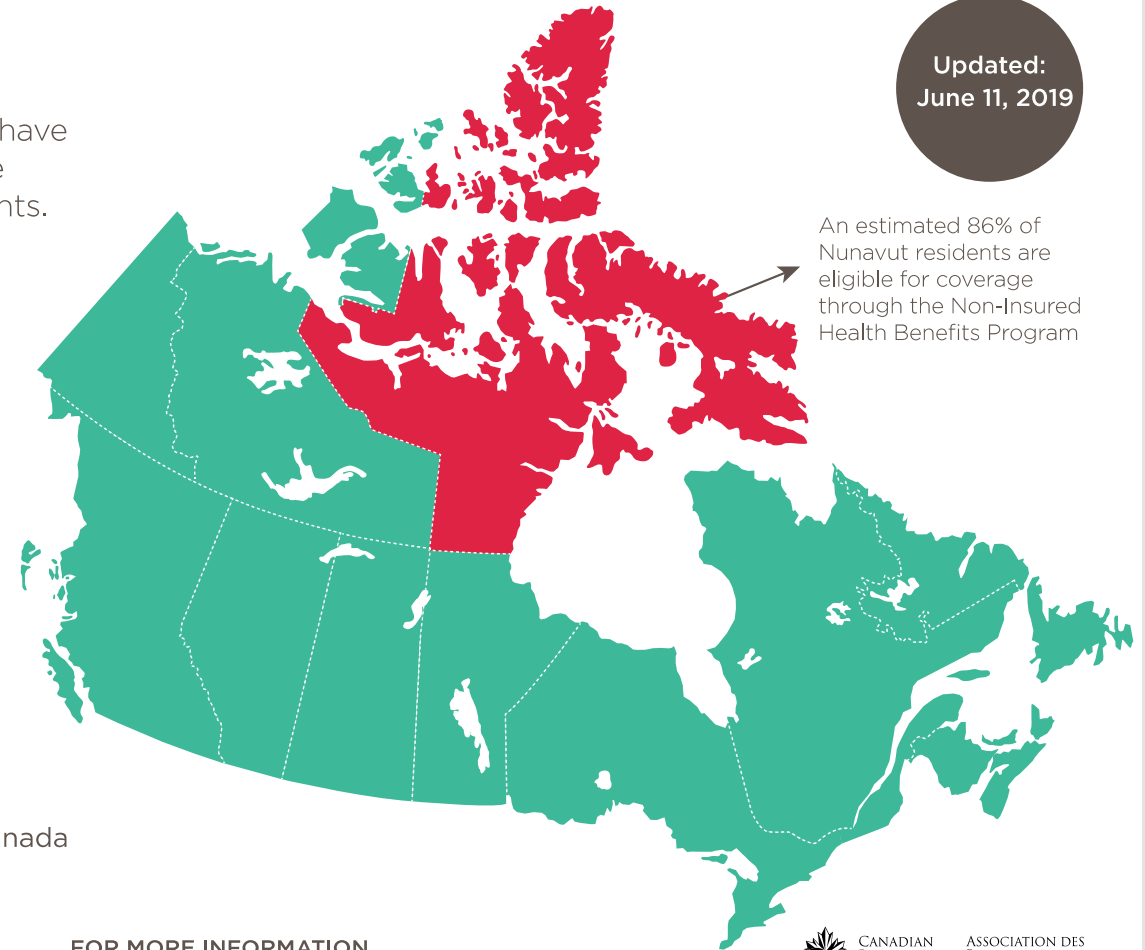 Updated:
June 11, 2019
have
nts.
An estimated 86% of
Nunavut residents are
eligible for coverage
through the Non-Insured
Health Benefits Program
nada
FOR MORE INFORMATION
CANADIAN
ASSOCIATION DES